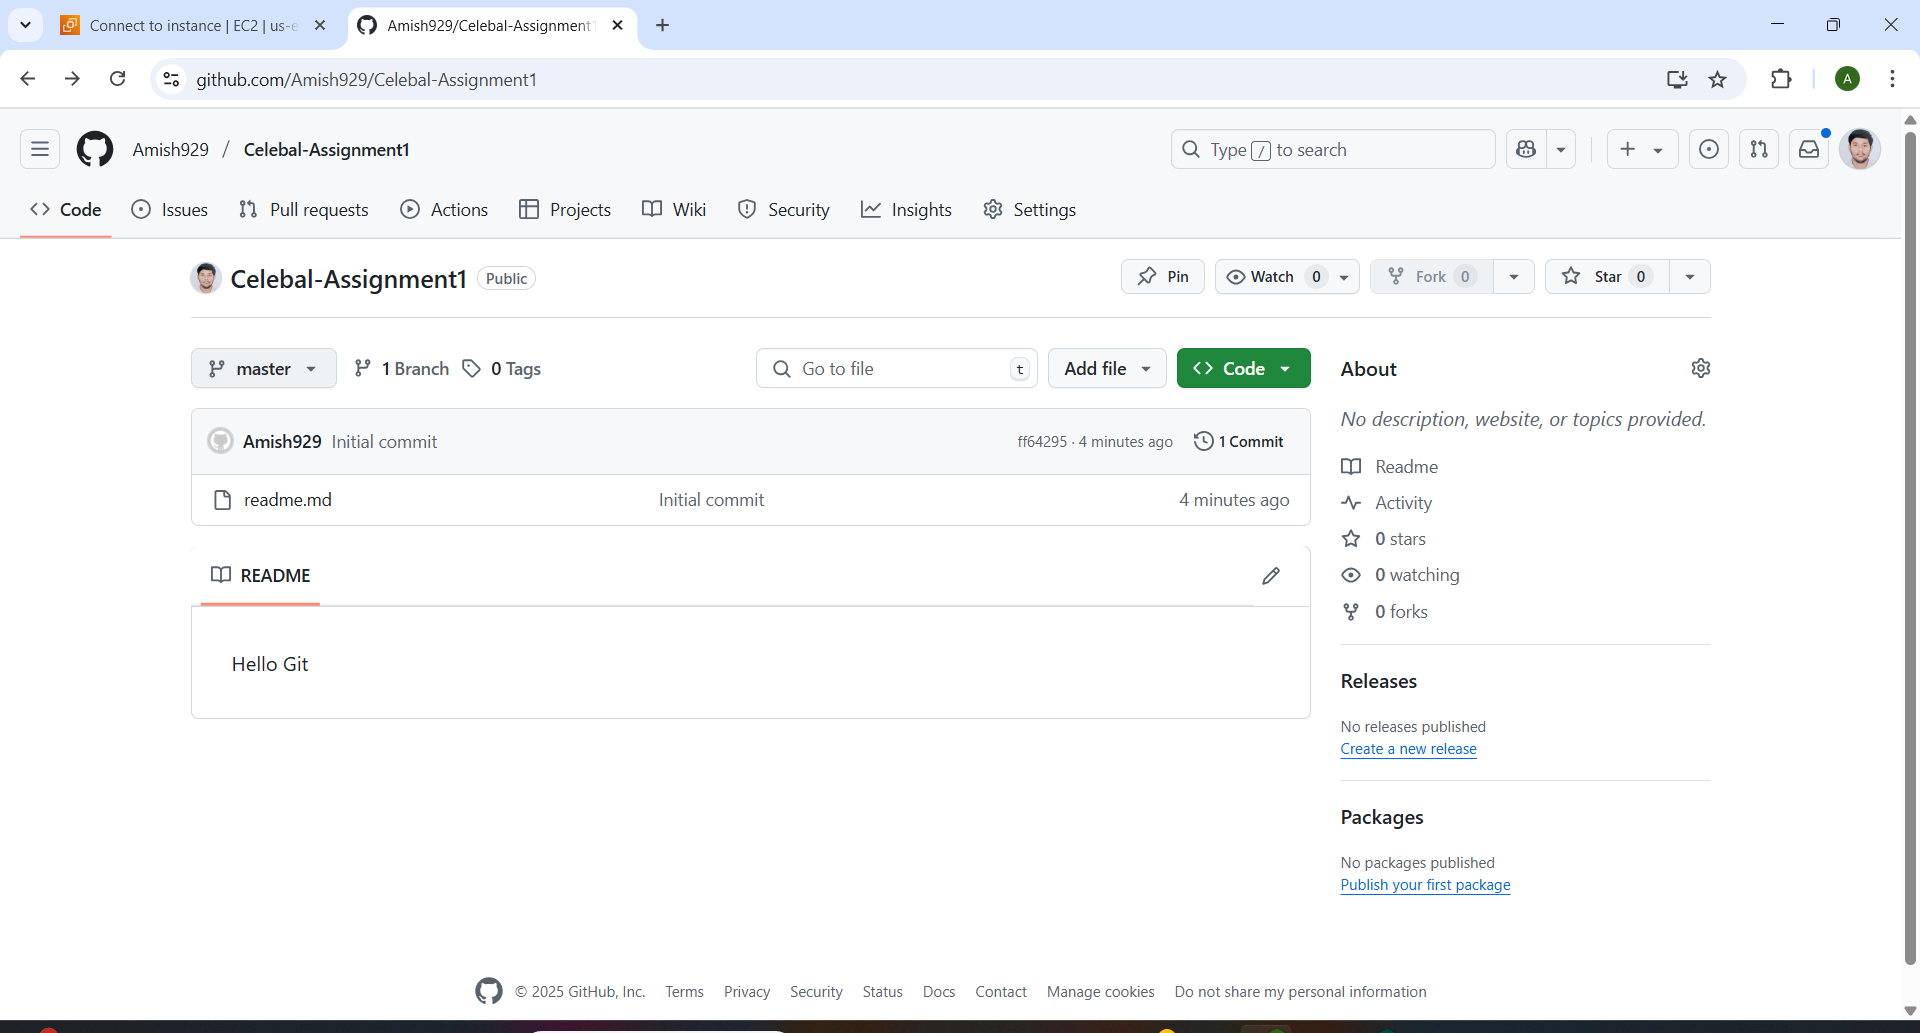 Connect to instance | EC2 | us-e
Amish929/Celebal-Assignment1
github.com/Amish929/Celebal-Assignment1
A
Amish929 / Celebal-Assignment1
Type / to search
Code
Issues
Pull requests
Actions
Projects
Wiki
Security
Insights
Settings
Celebal-Assignment1 Public
Pin
Watch 0
Fork 0
Star 0
master
1 Branch
0 Tags
Go to file t
Add file
Code
Amish929 Initial commit
ff64295 · 4 minutes ago
1 Commit
readme.md Initial commit 4 minutes ago
README
Hello Git
About
No description, website, or topics provided.
Readme
Activity
0 stars
0 watching
0 forks
Releases
No releases published
Create a new release
Packages
No packages published
Publish your first package
© 2025 GitHub, Inc. Terms Privacy Security Status Docs Contact Manage cookies Do not share my personal information